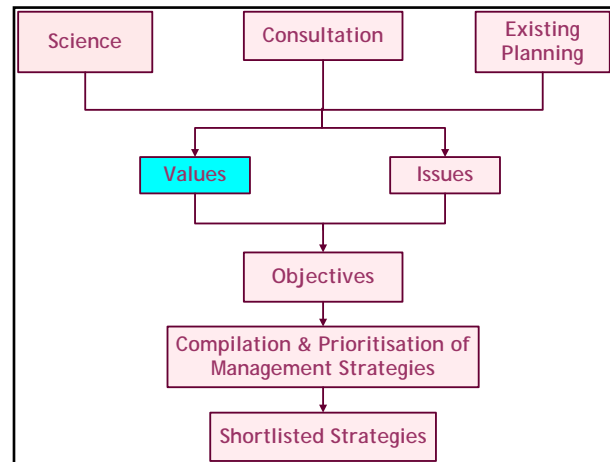 Science
Consultation
Existing
Planning
Values
Issues
Objectives
Compilation & Prioritisation of
Management Strategies
Shortlisted Strategies